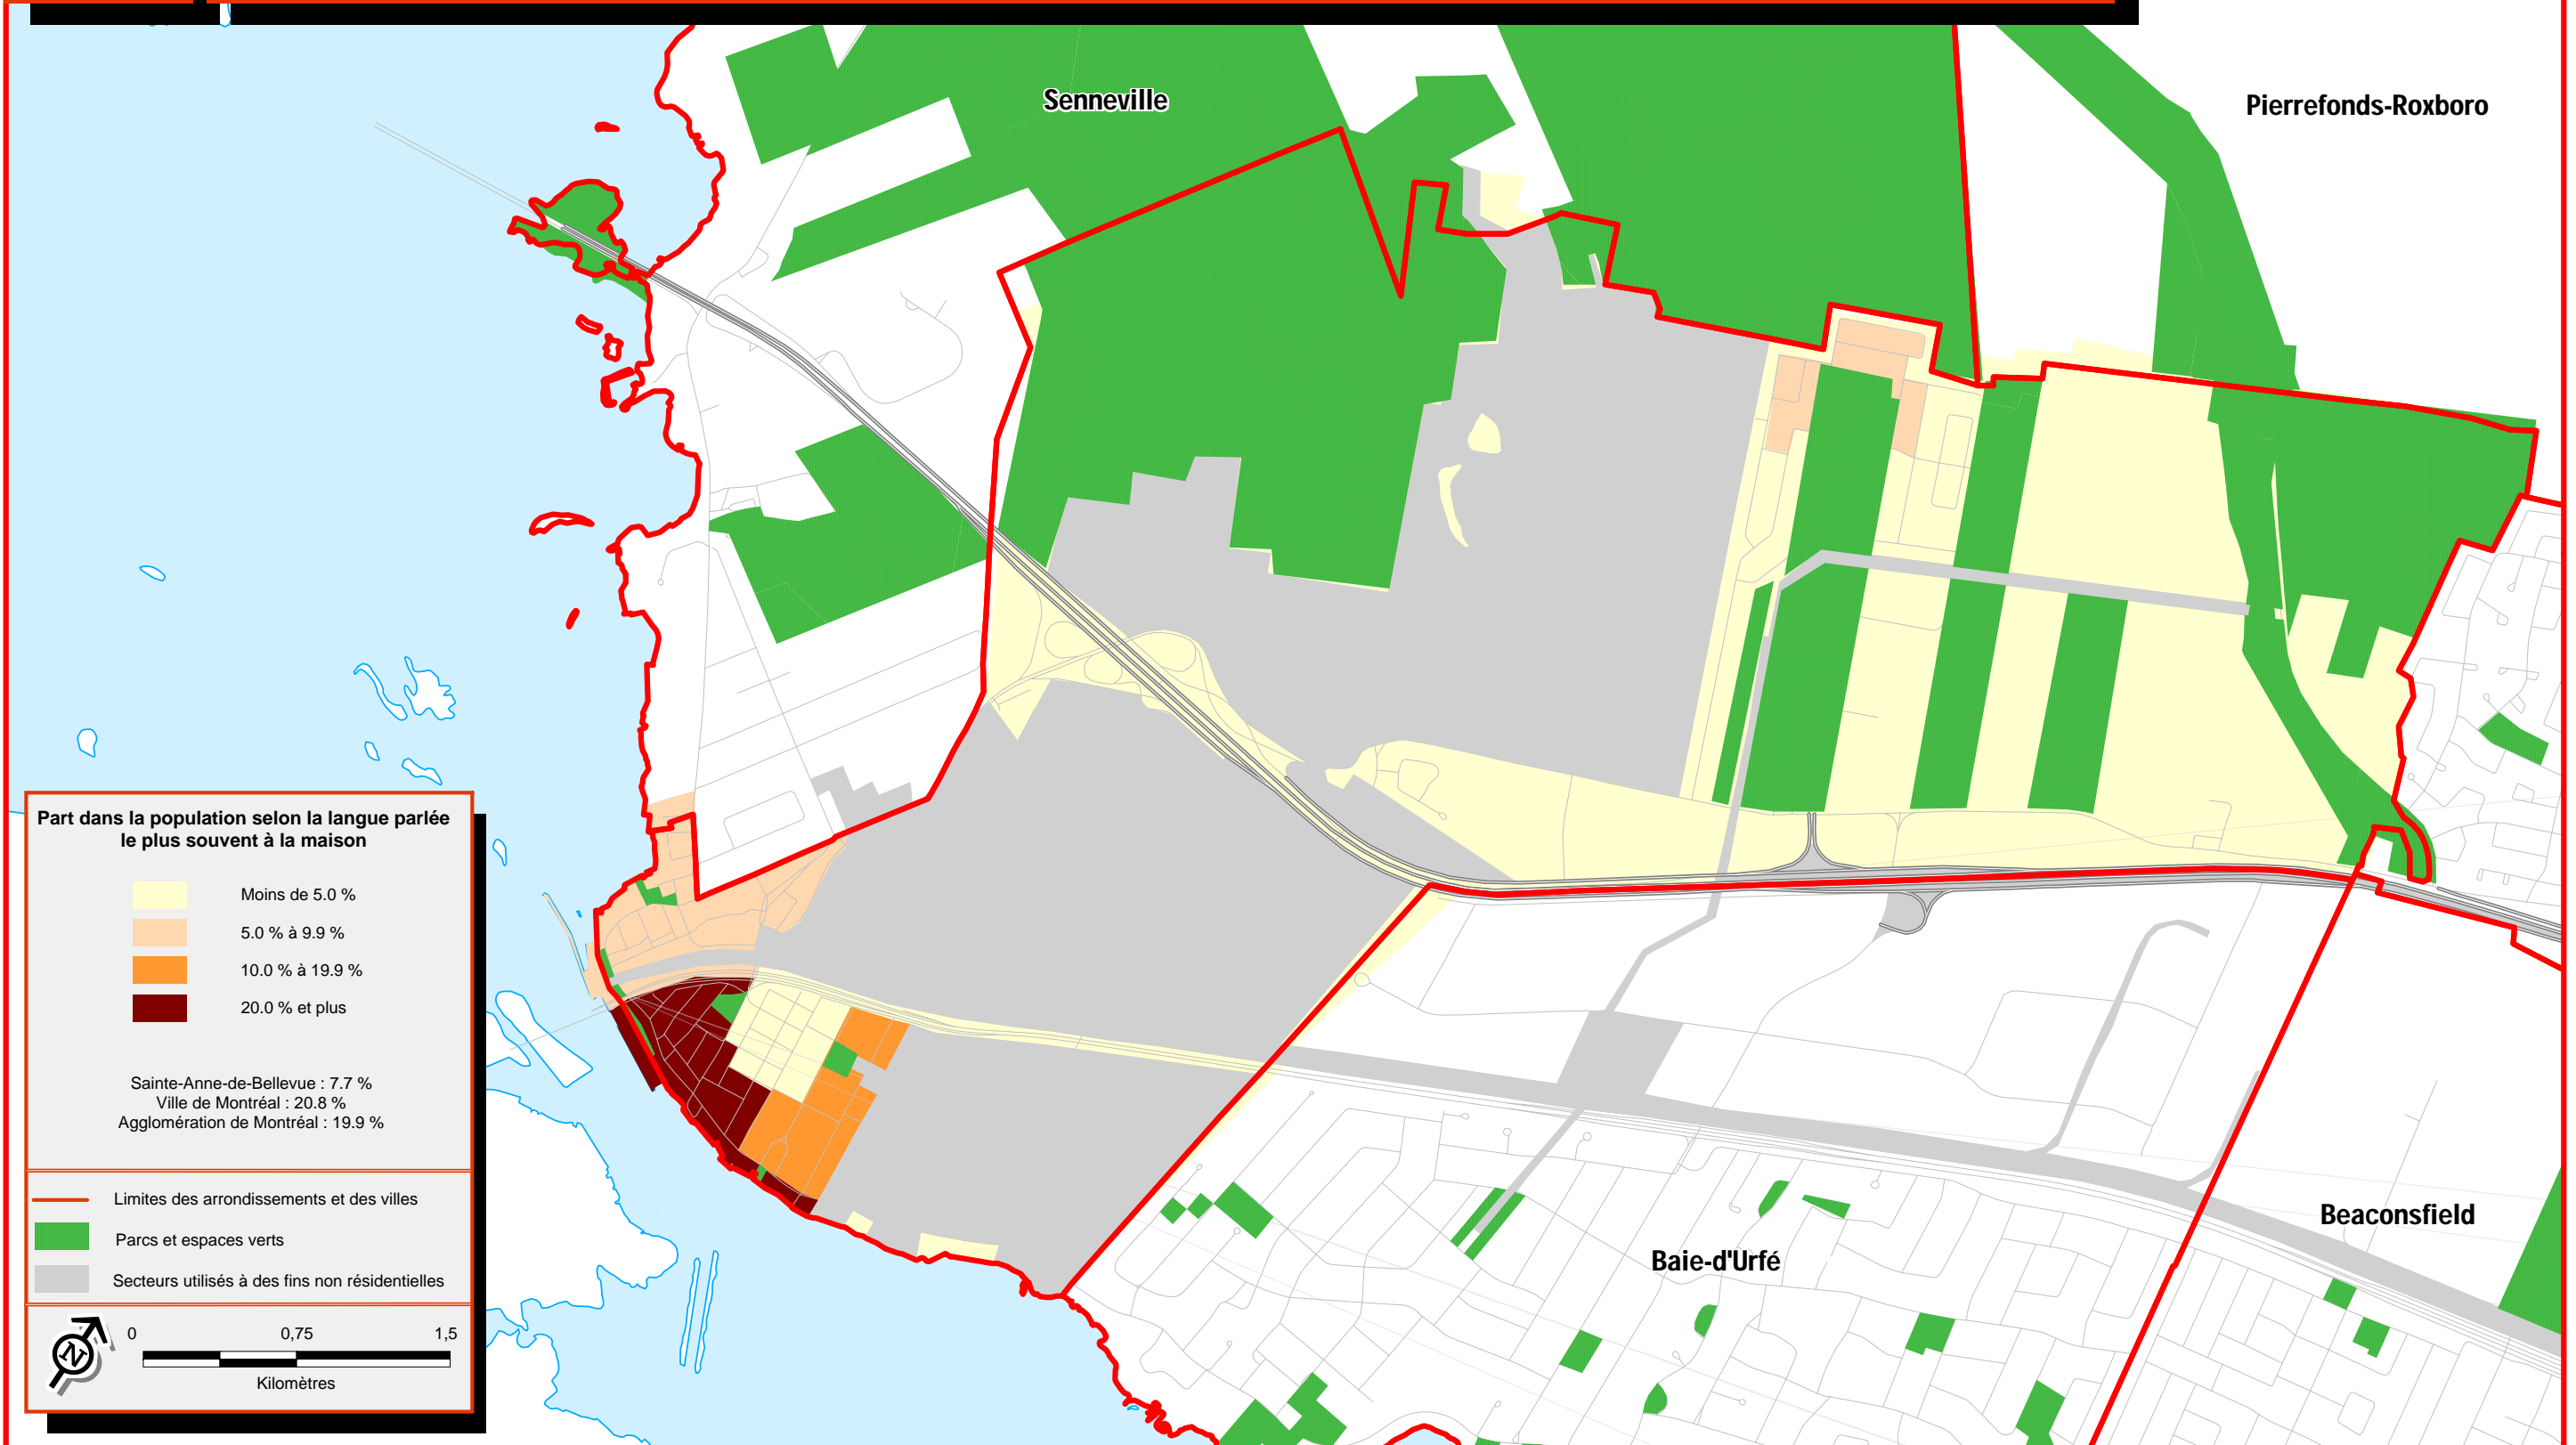 Senneville
Pierrefonds-Roxboro
Part dans la population selon la langue parlée
le plus souvent à la maison
Moins de 5.0 %
5.0 % à 9.9 %
10.0 % à 19.9 %
20.0 % et plus
Sainte-Anne-de-Bellevue : 7.7 %
Ville de Montréal : 20.8 %
Agglomération de Montréal : 19.9 %
Limites des arrondissements et des villes
Parcs et espaces verts
Secteurs utilisés à des fins non résidentielles
N
0 0,75 1,5
Kilomètres
Baie-d'Urfé
Beaconsfield